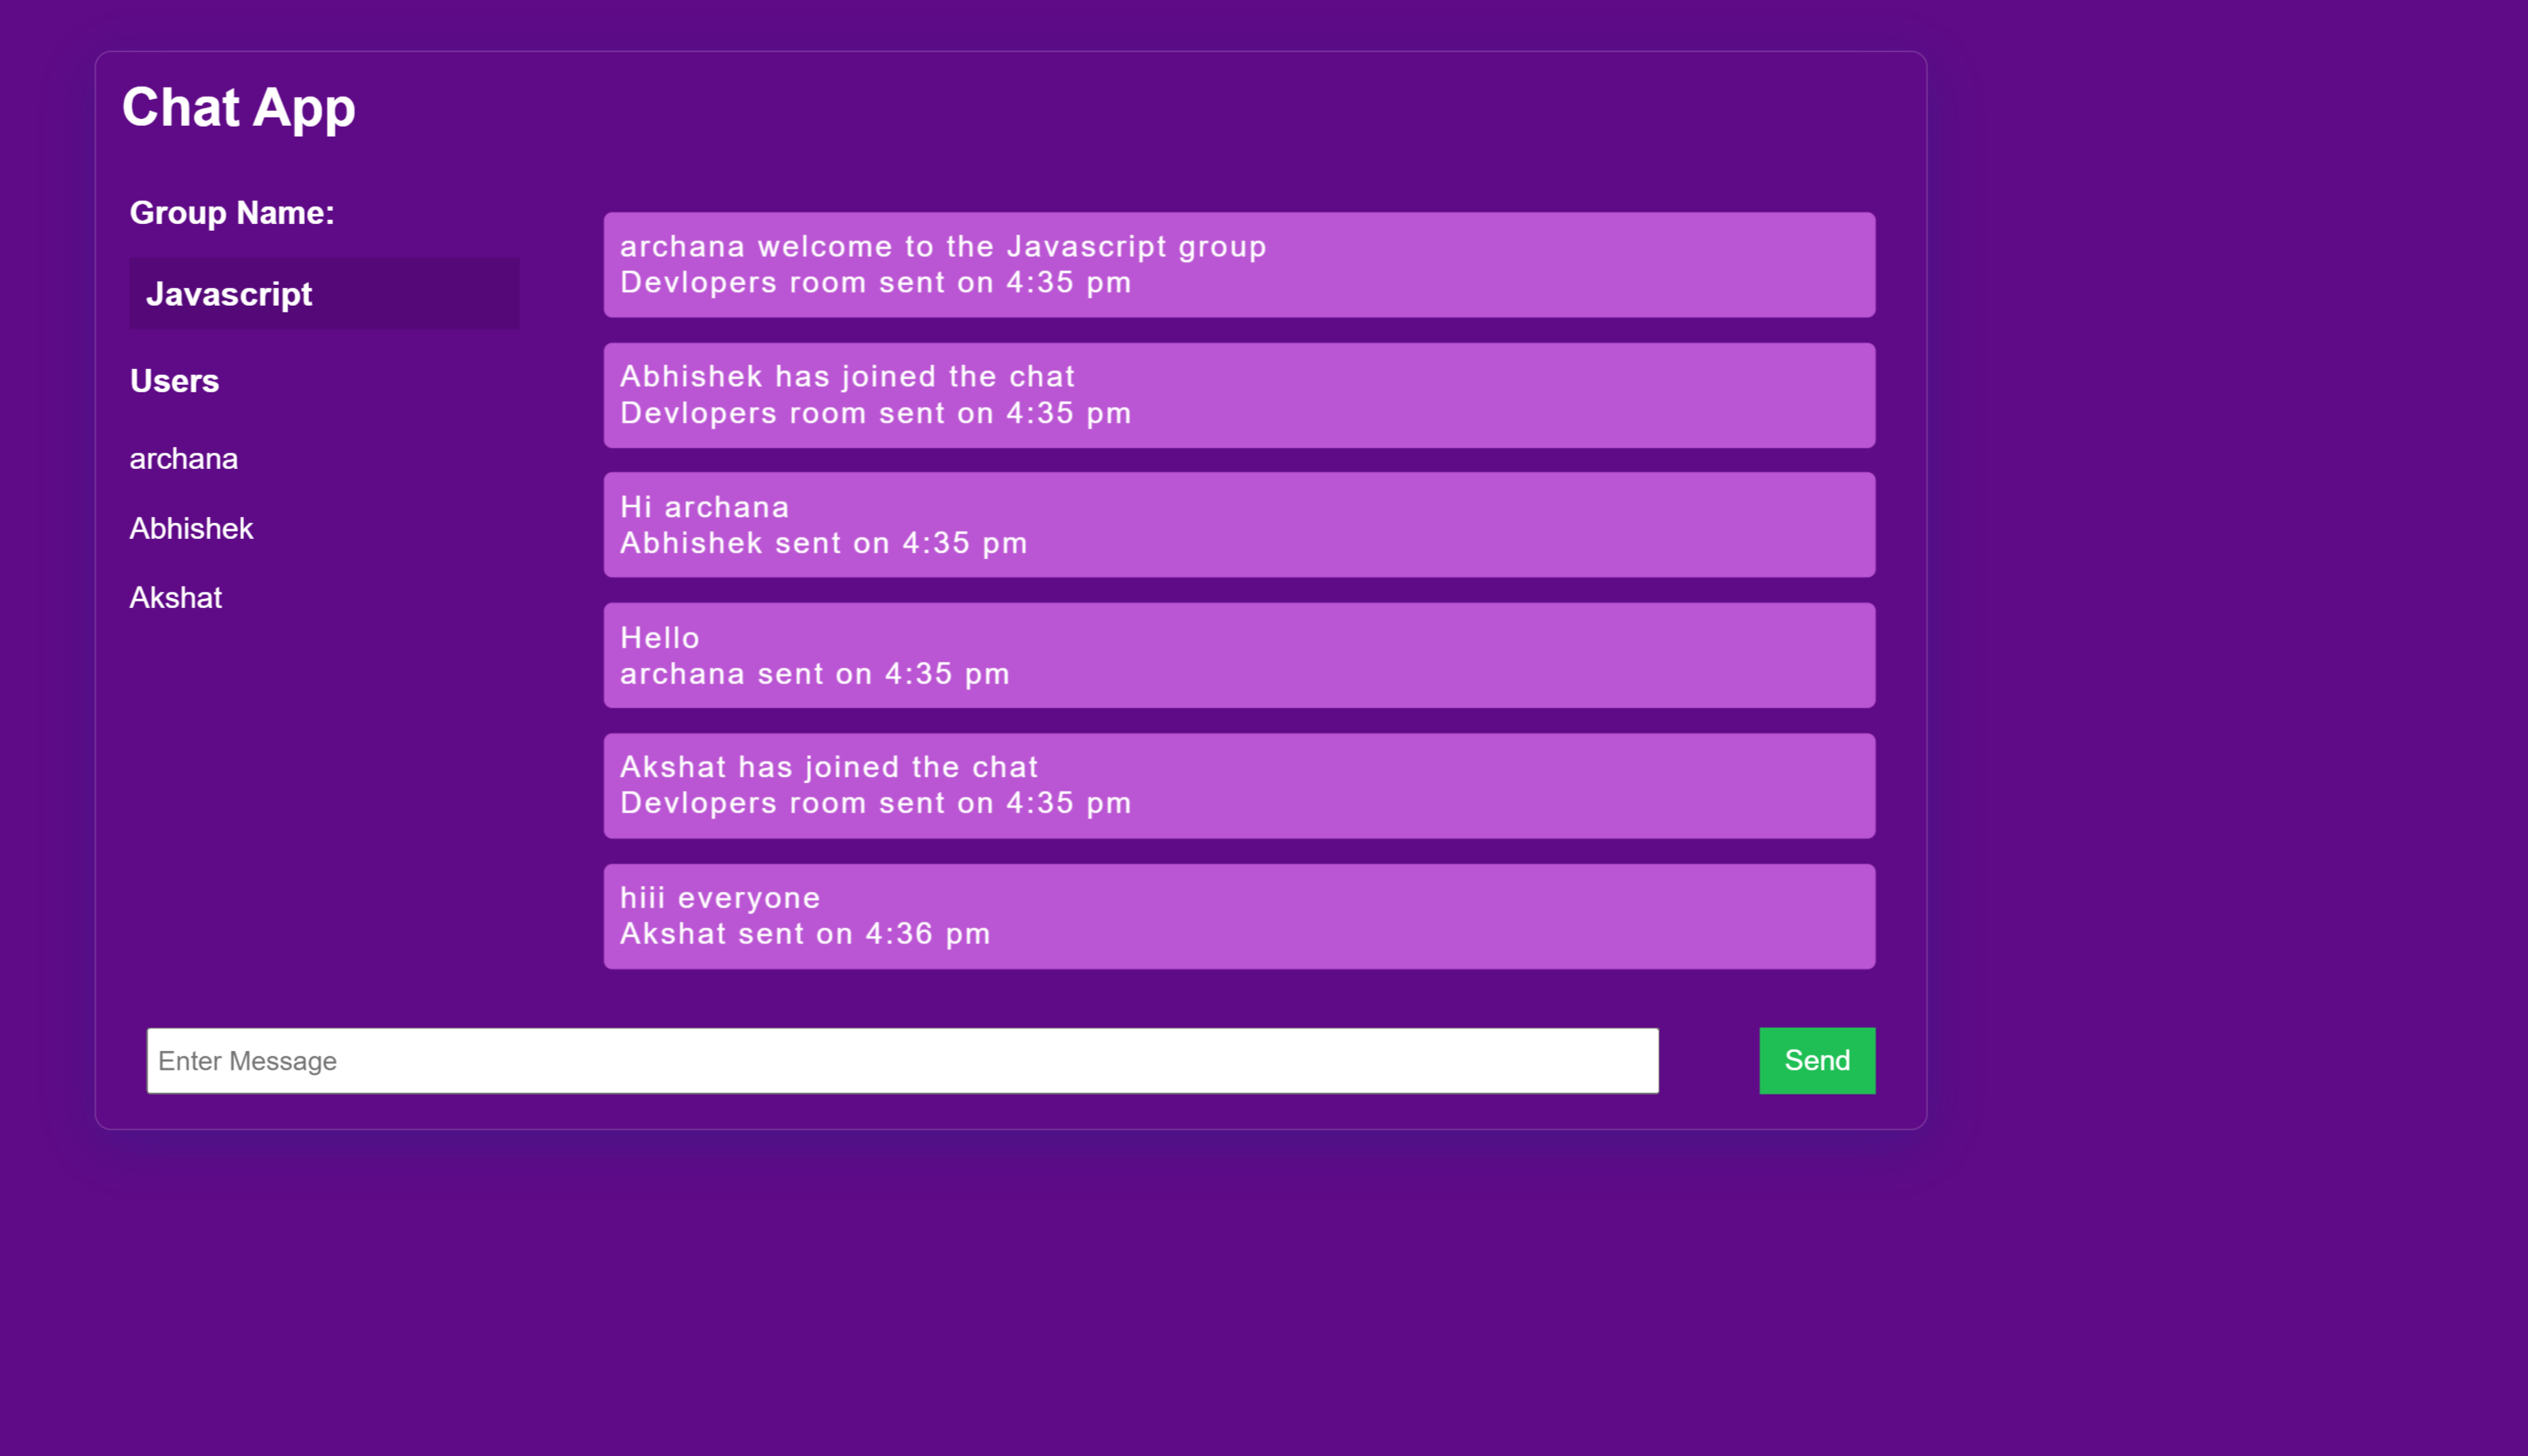 Chat App
Group Name:
Javascript
Users
archana
Abhishek
Akshat
archana welcome to the Javascript group
Devlopers room sent on 4:35 pm
Abhishek has joined the chat
Devlopers room sent on 4:35 pm
Hi archana
Abhishek sent on 4:35 pm
Hello
archana sent on 4:35 pm
Akshat has joined the chat
Devlopers room sent on 4:35 pm
hiii everyone
Akshat sent on 4:36 pm
Enter Message
Send